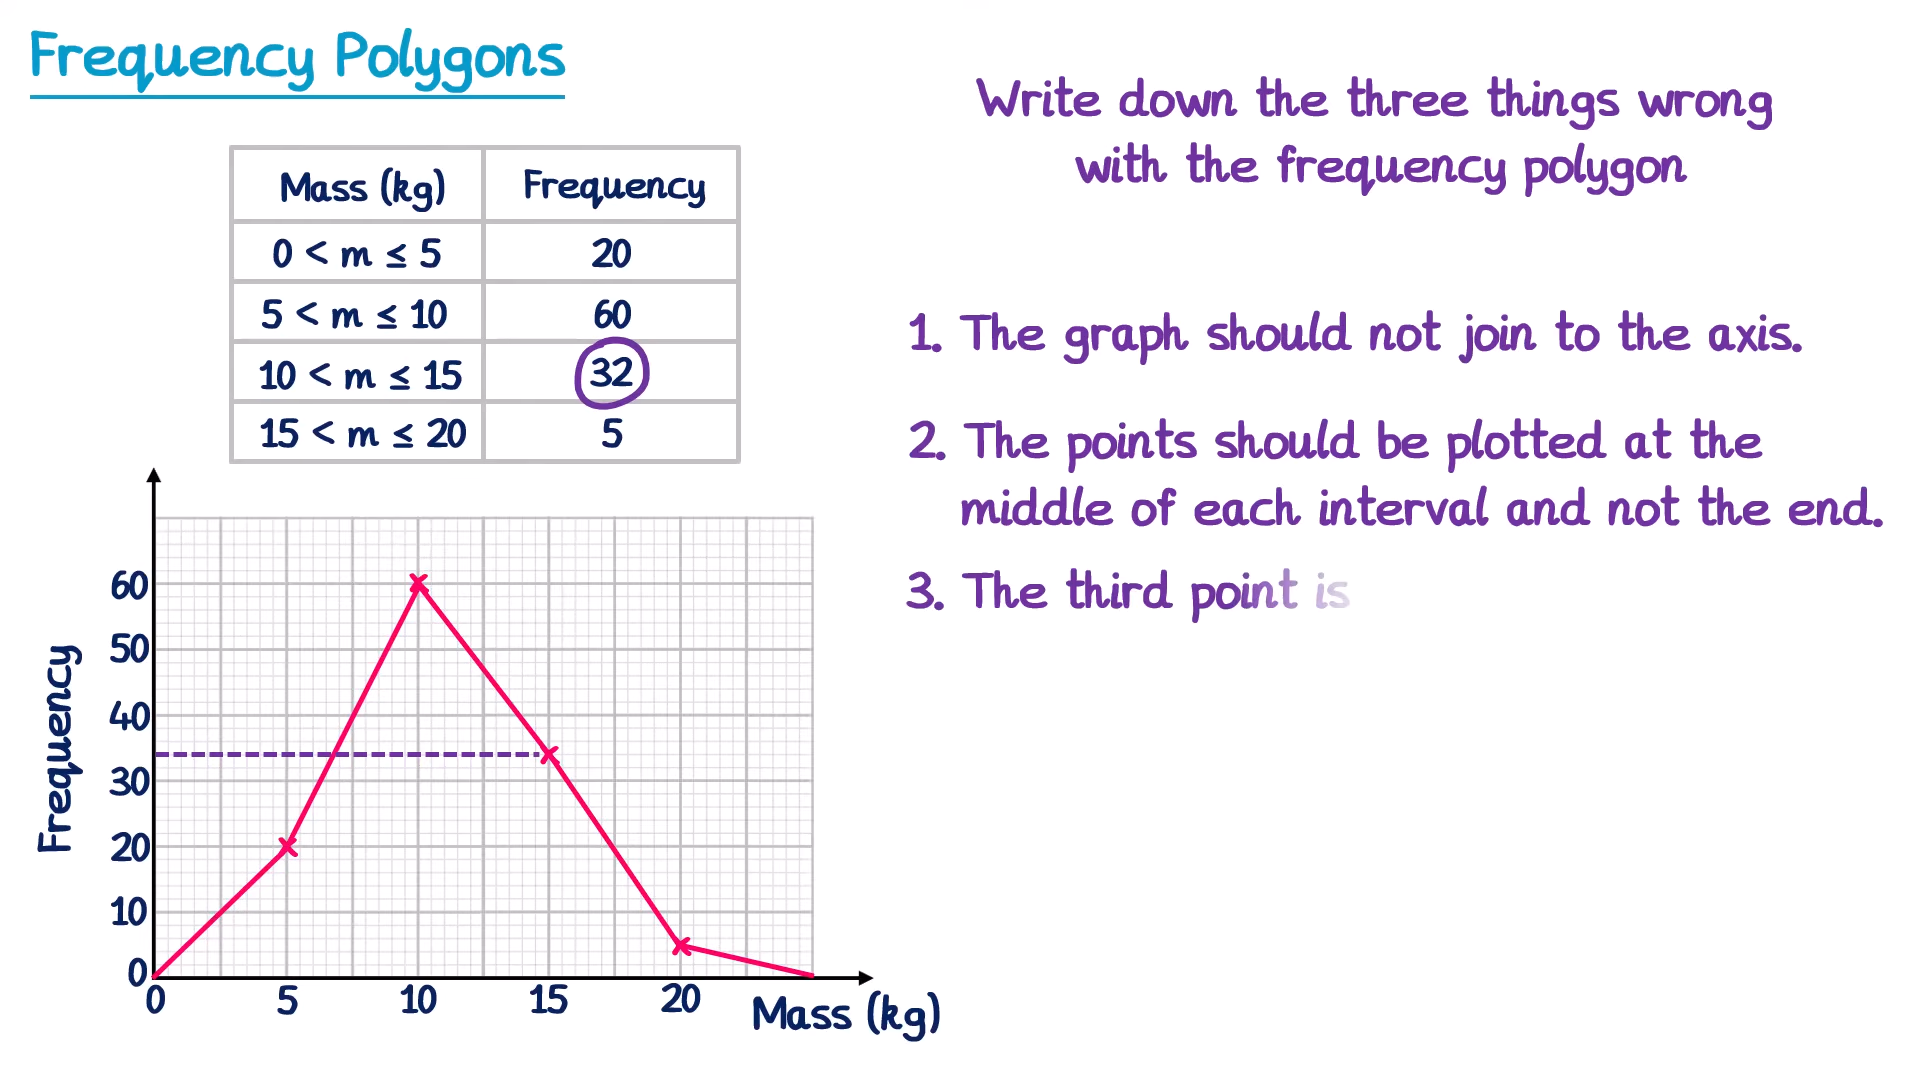 Frequency Polygons
Write down the three things wrong
with the frequency polygon
Mass (kg) Frequency
0 < m ≤ 5 20
5 < m ≤ 10 60
10 < m ≤ 15 32
15 < m ≤ 20 5
1. The graph should not join to the axis.
2. The points should be plotted at the
middle of each interval and not the end.
3. The third point is
Frequency
60
50
40
30
20
10
0
0 5 10 15 20
Mass (kg)